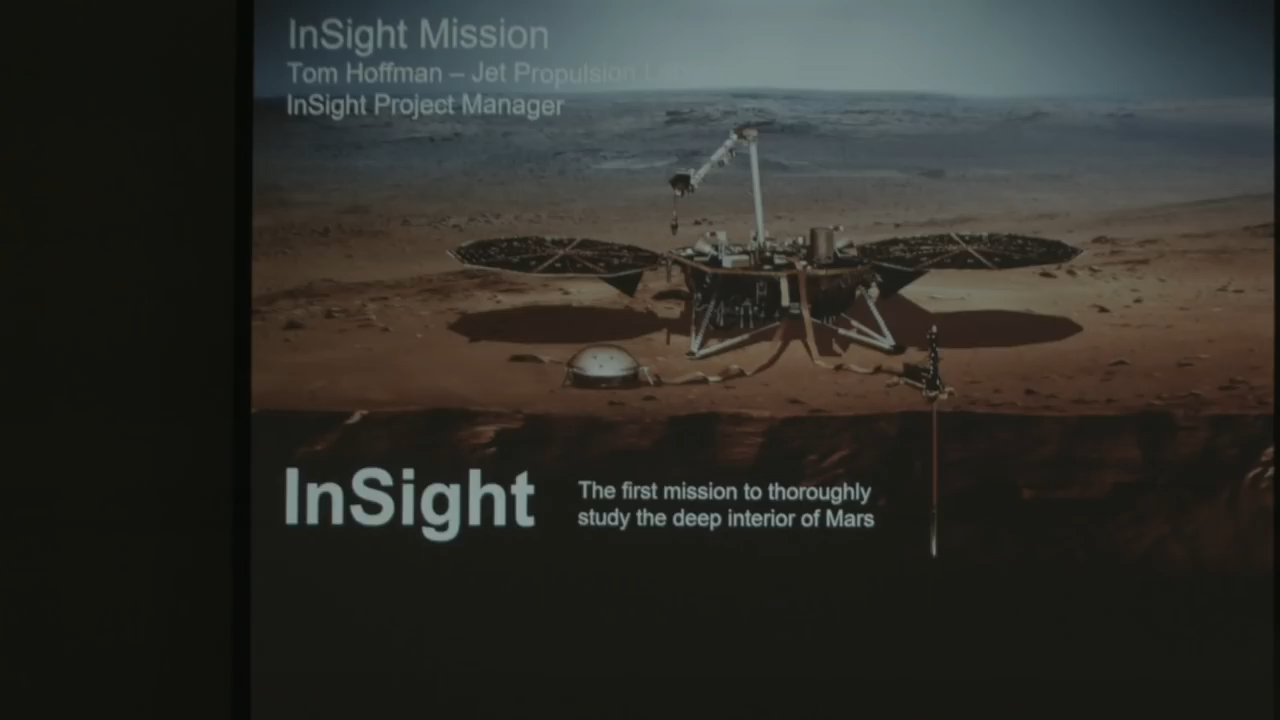 InSight Mission
Tom Hoffman – Jet Propulsion
InSight Project Manager
InSight
The first mission to thoroughly
study the deep interior of Mars